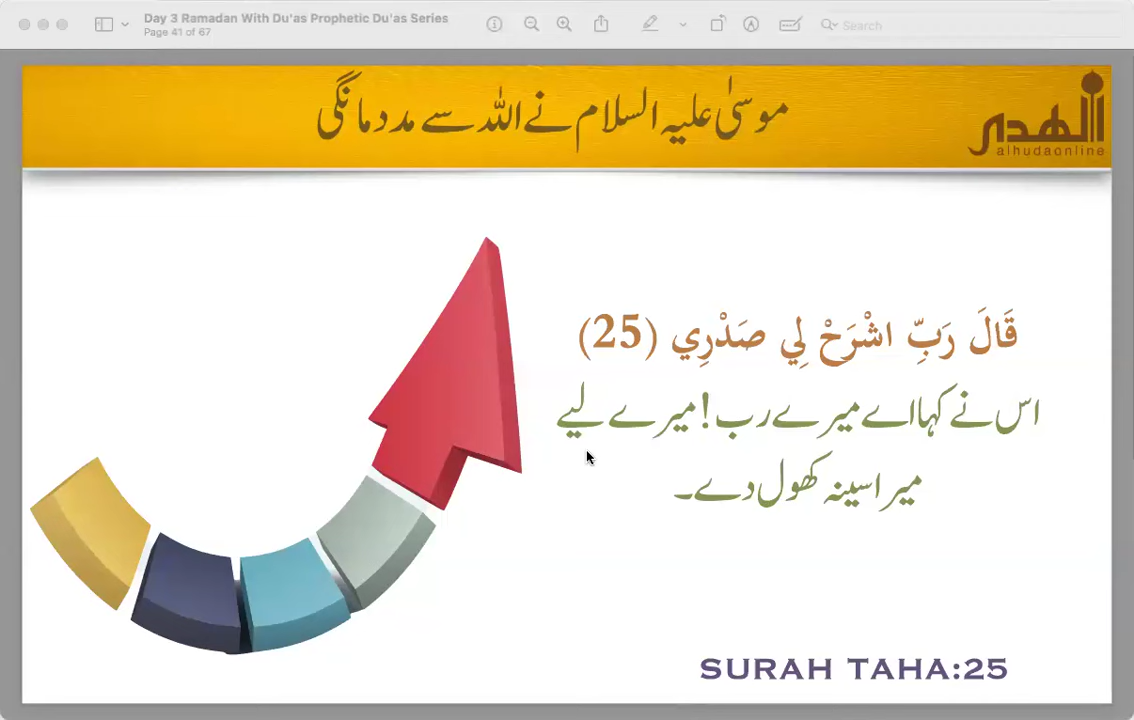 Day 3 Ramadan With Du'as Prophetic Du'as Series
Page 41 of 67
Search
موسیٰ علیہ السلام نے اللہ سے مدد مانگی
الهدى
alhudaonline
قَالَ رَبِّ اشْرَحْ لِي صَدْرِي (25)
اس نے کہا اے میرے رب! میرے لیے
میرا سینہ کھول دے۔
SURAH TAHA:25